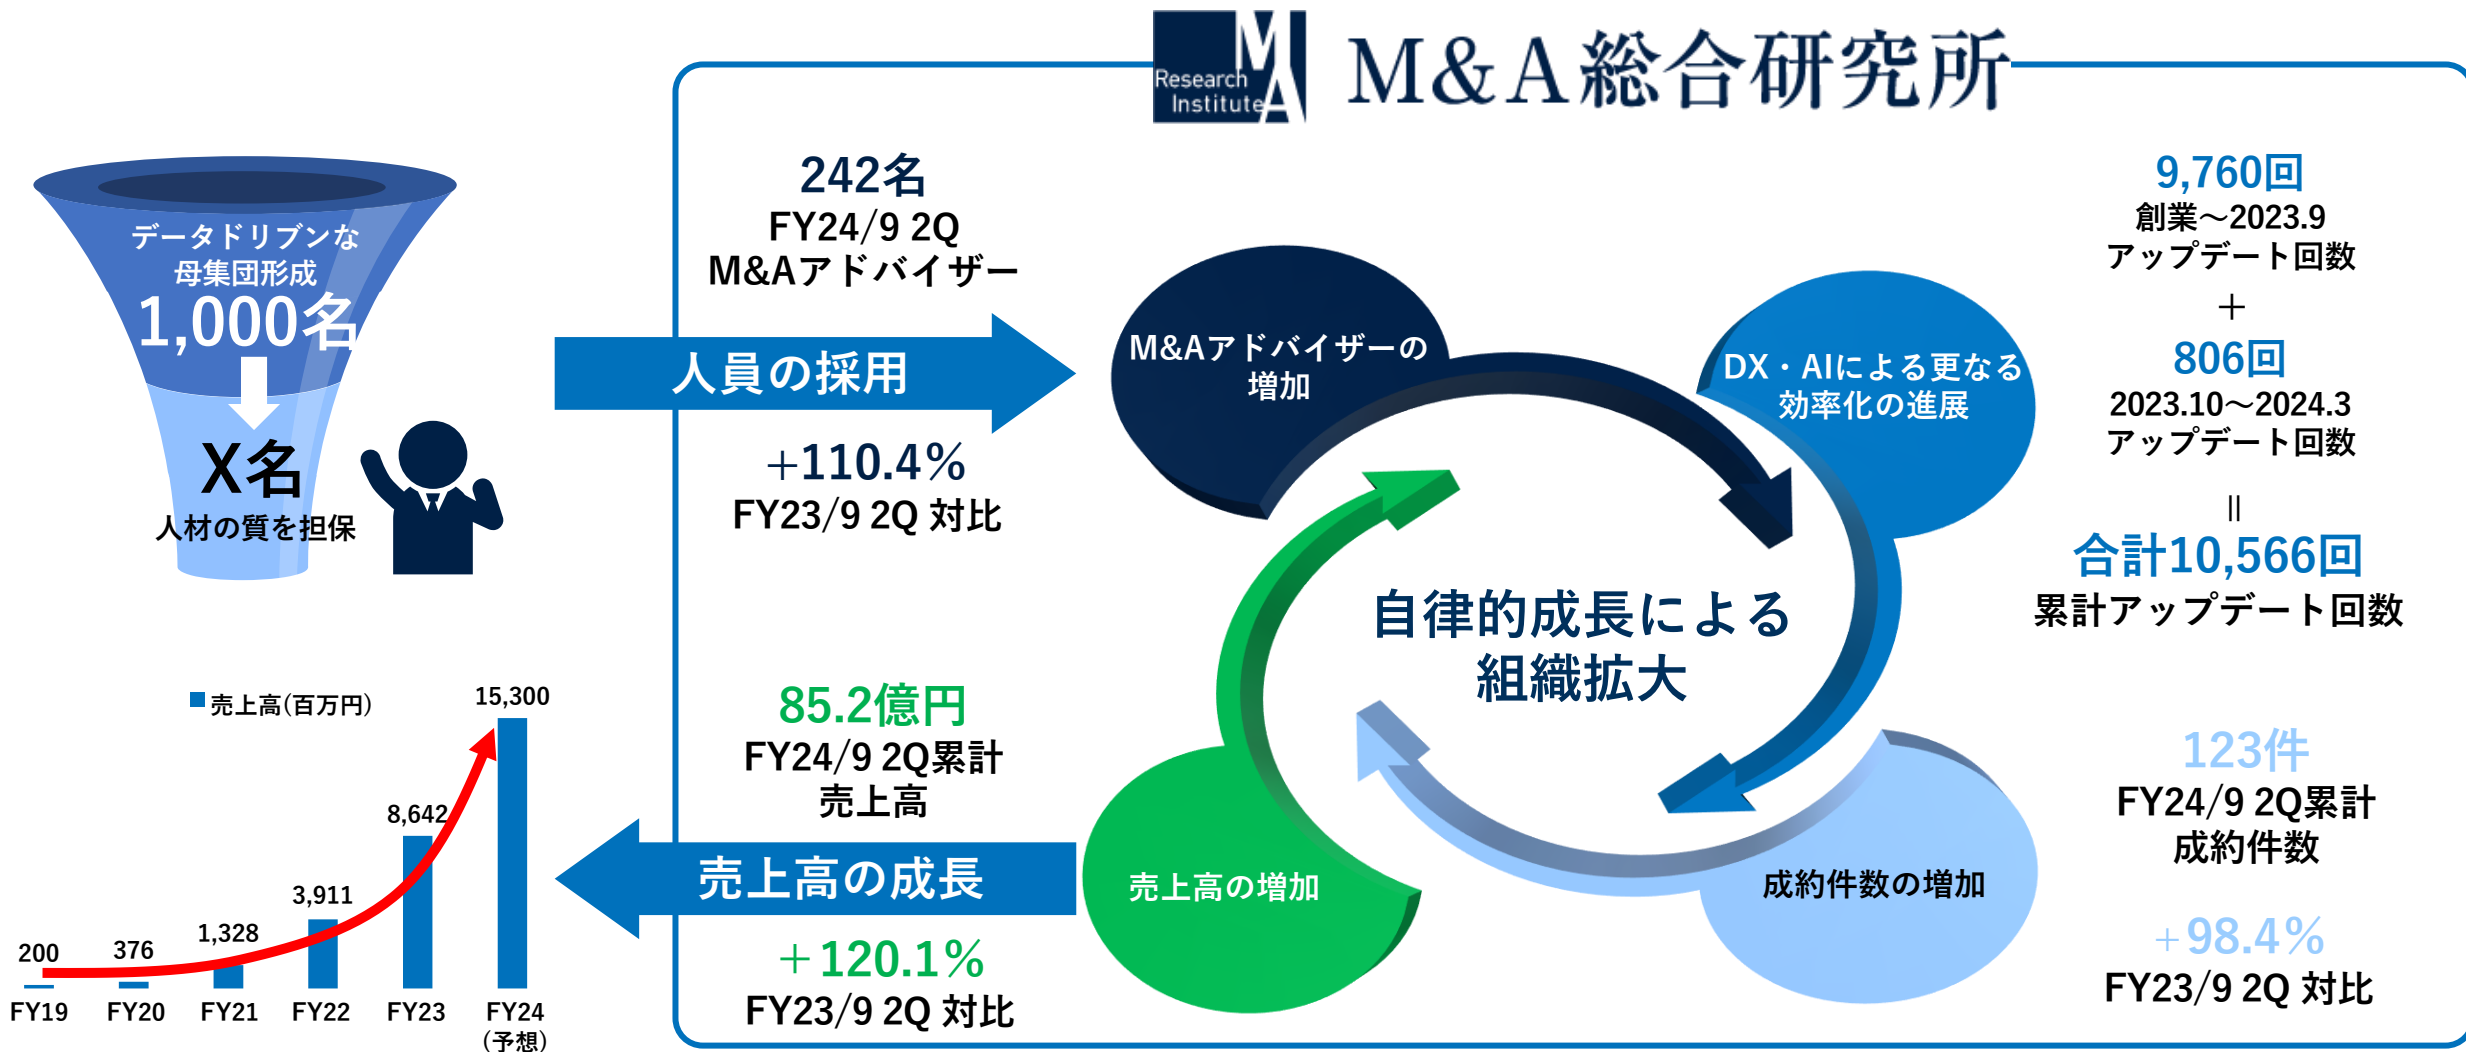 Research
Institute
MA
M&A総合研究所
データドリブンな
母集団形成
1,000名
X名
人材の質を担保
242名
FY24/9 2Q
M&Aアドバイザー
人員の採用
+110.4%
FY23/9 2Q 対比
M&Aアドバイザーの
増加
DX・AIによる更なる
効率化の進展
9,760回
創業～2023.9
アップデート回数
+
806回
2023.10～2024.3
アップデート回数
=
合計10,566回
累計アップデート回数
自律的成長による
組織拡大
売上高(百万円)
200
376
1,328
3,911
8,642
15,300
FY19
FY20
FY21
FY22
FY23
FY24
(予想)
85.2億円
FY24/9 2Q累計
売上高
売上高の成長
+120.1%
FY23/9 2Q 対比
売上高の増加
成約件数の増加
123件
FY24/9 2Q累計
成約件数
+98.4%
FY23/9 2Q 対比